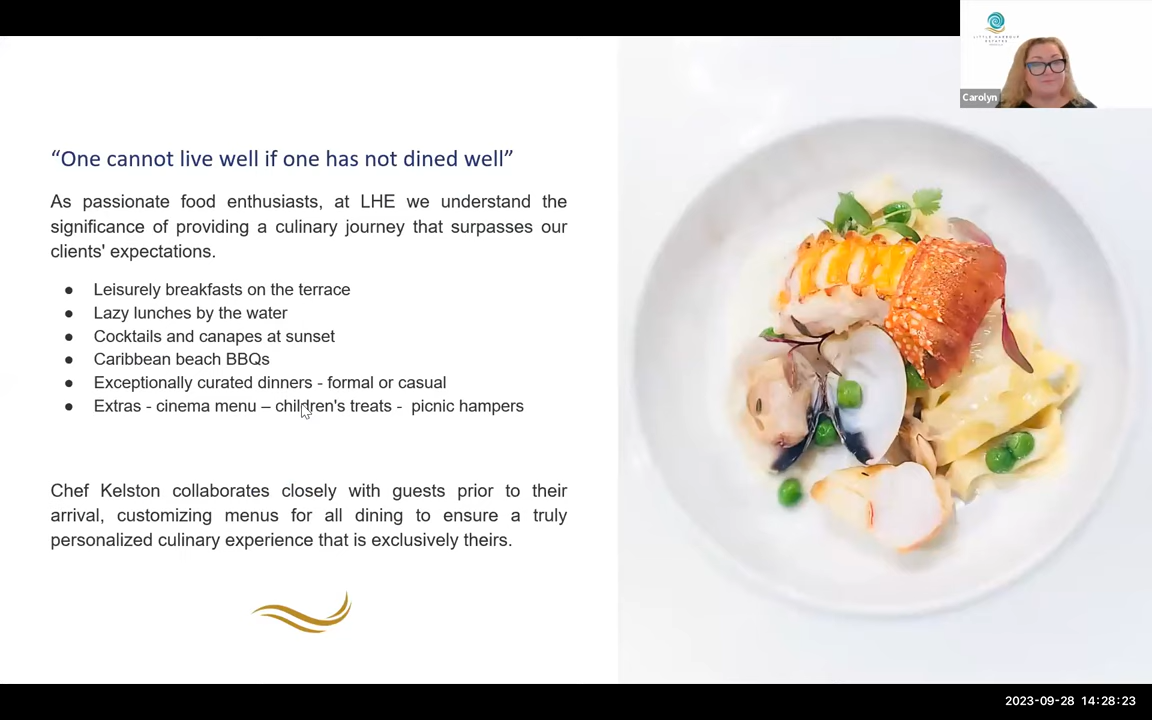 LITTLE HARBOUR
ESTATES
Carolyn
“One cannot live well if one has not dined well”
As passionate food enthusiasts, at LHE we understand the
significance of providing a culinary journey that surpasses our
clients' expectations.
● Leisurely breakfasts on the terrace
● Lazy lunches by the water
● Cocktails and canapes at sunset
● Caribbean beach BBQs
● Exceptionally curated dinners - formal or casual
● Extras - cinema menu – children's treats - picnic hampers
Chef Kelston collaborates closely with guests prior to their
arrival, customizing menus for all dining to ensure a truly
personalized culinary experience that is exclusively theirs.
2023-09-28 14:28:23